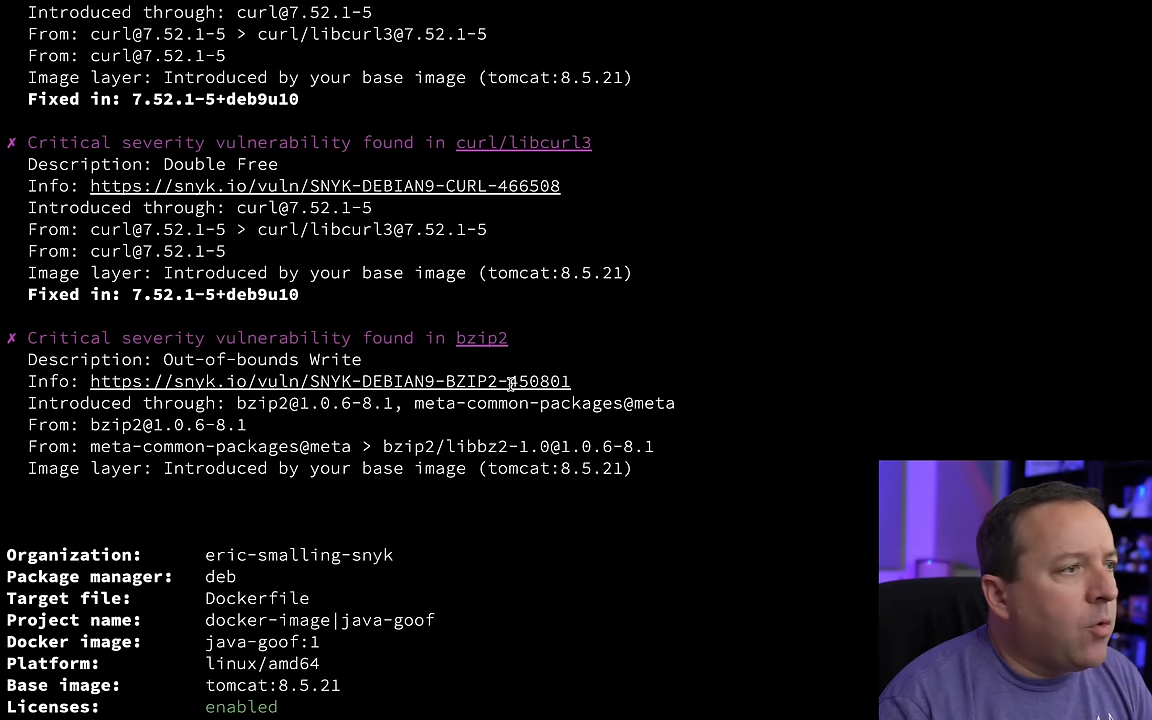 Introduced through: curl@7.52.1-5
From: curl@7.52.1-5 > curl/libcurl3@7.52.1-5
From: curl@7.52.1-5
Image layer: Introduced by your base image (tomcat:8.5.21)
Fixed in: 7.52.1-5+deb9u10
✗ Critical severity vulnerability found in curl/libcurl3
Description: Double Free
Info: https://snyk.io/vuln/SNYK-DEBIAN9-CURL-466508
Introduced through: curl@7.52.1-5
From: curl@7.52.1-5 > curl/libcurl3@7.52.1-5
From: curl@7.52.1-5
Image layer: Introduced by your base image (tomcat:8.5.21)
Fixed in: 7.52.1-5+deb9u10
✗ Critical severity vulnerability found in bzip2
Description: Out-of-bounds Write
Info: https://snyk.io/vuln/SNYK-DEBIAN9-BZIP2-450801
Introduced through: bzip2@1.0.6-8.1, meta-common-packages@meta
From: bzip2@1.0.6-8.1
From: meta-common-packages@meta > bzip2/libbz2-1.0@1.0.6-8.1
Image layer: Introduced by your base image (tomcat:8.5.21)
Organization: eric-smalling-snyk
Package manager: deb
Target file: Dockerfile
Project name: docker-image|java-goof
Docker image: java-goof:1
Platform: linux/amd64
Base image: tomcat:8.5.21
Licenses: enabled